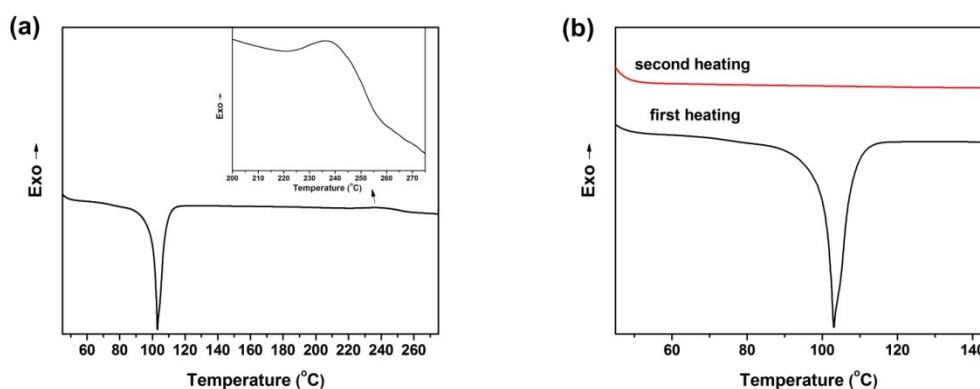 (a)
Exo →
200 210 220 230 240 250 260 270
Temperature (°C)
Exo →
60 80 100 120 140 160 180 200 220 240 260
Temperature (°C)
(b)
second heating
first heating
Exo →
60 80 100 120 140
Temperature (°C)